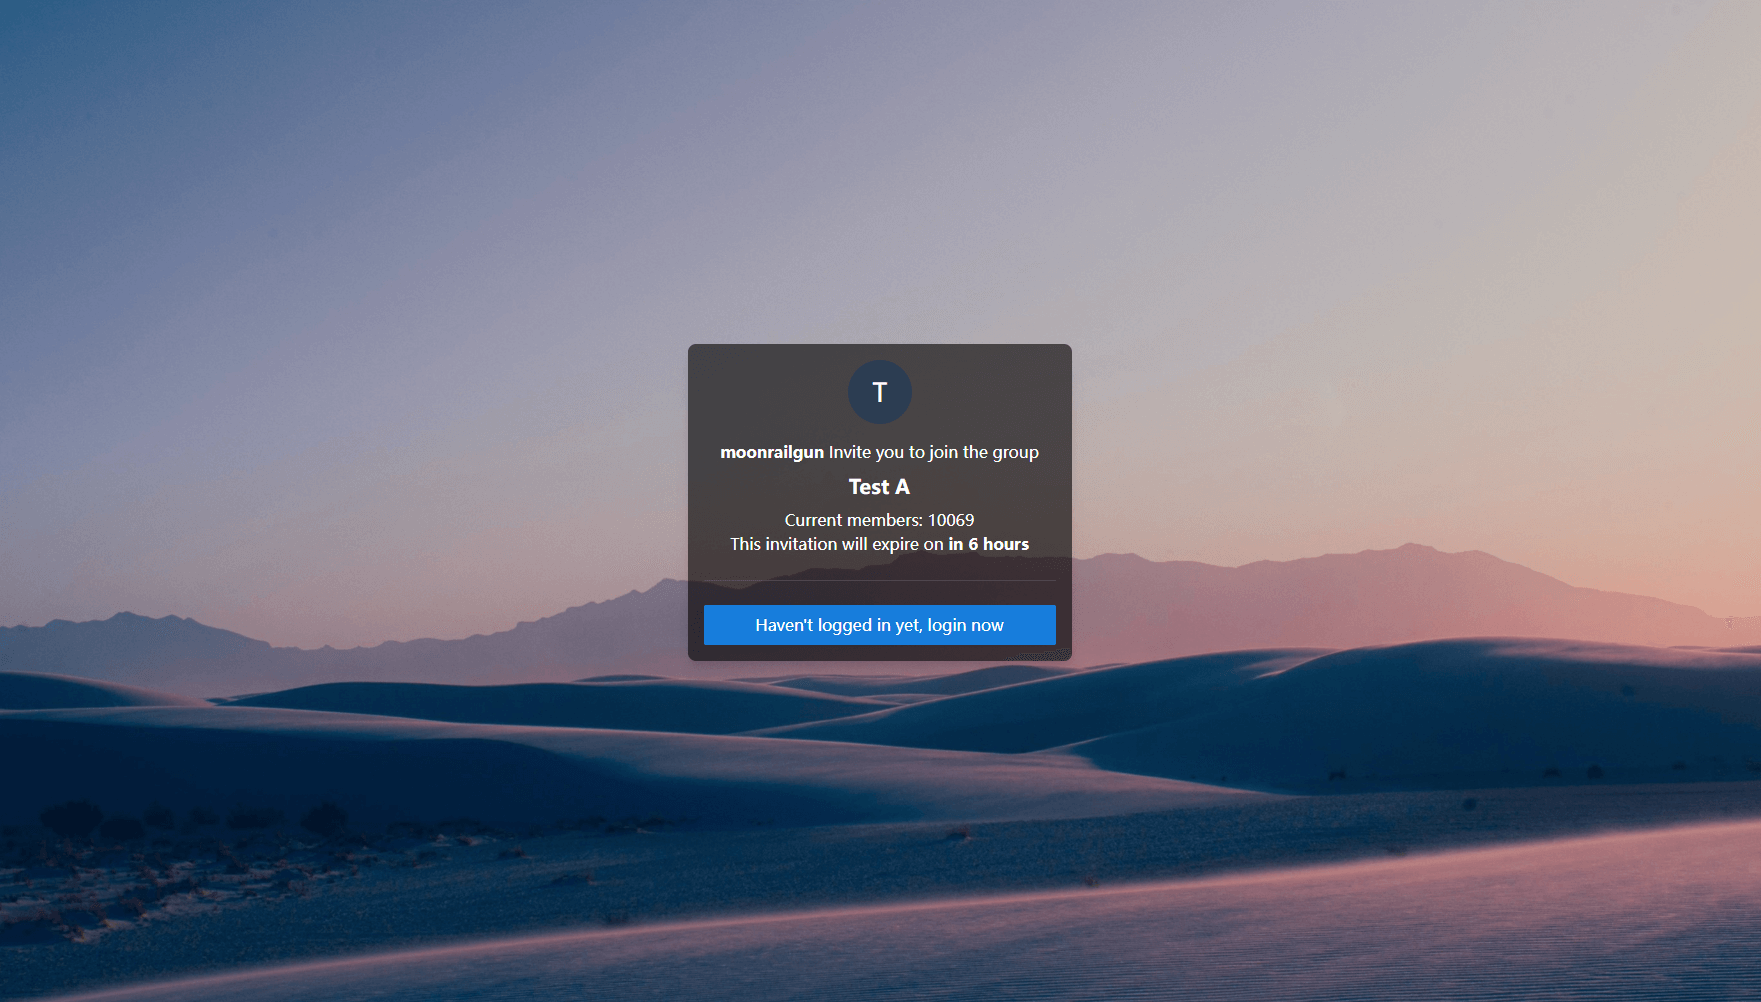 T
moonrailgun Invite you to join the group
Test A
Current members: 10069
This invitation will expire on in 6 hours
Haven't logged in yet, login now